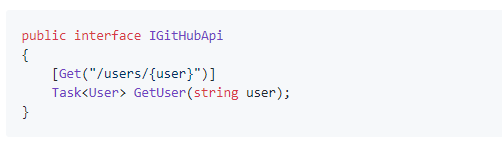 public interface IGitHubApi
{
    [Get("/users/{user}")]
    Task<User> GetUser(string user);
}